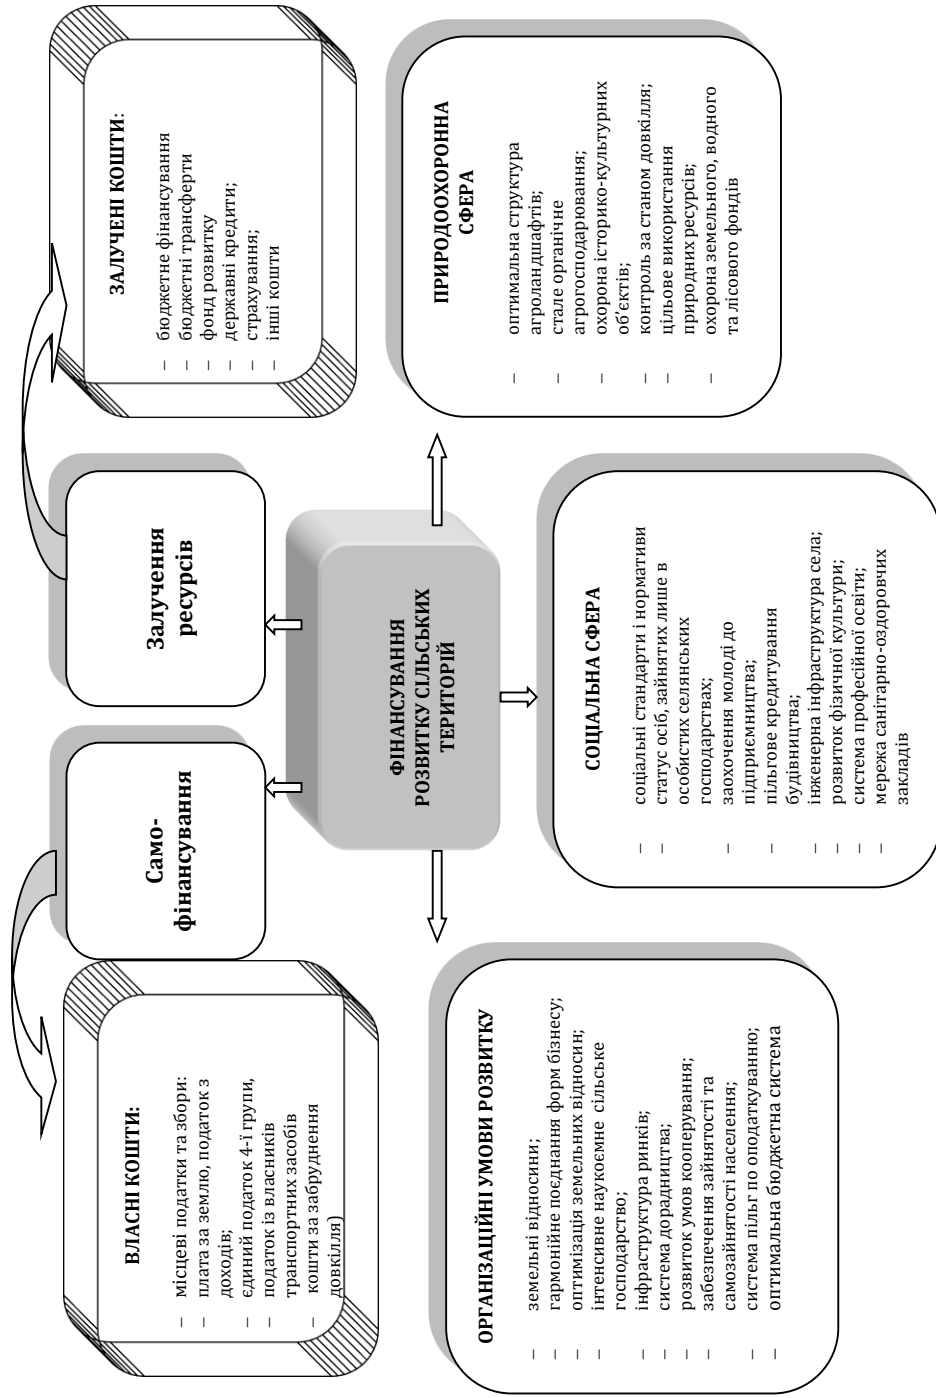 ВЛАСНІ КОШТИ:
– місцеві податки та збори:
– плата за землю, податок з
доходів;
– єдиний податок 4-ї групи,
– податок із власників
транспортних засобів
– кошти за забруднення
довкілля)
Само-
фінансування
Залучення
ресурсів
ЗАЛУЧЕНІ КОШТИ:
– бюджетне фінансування
– бюджетні трансферти
– фонд розвитку
– державні кредити;
– страхування;
– інші кошти
ФІНАНСУВАННЯ
РОЗВИТКУ СІЛЬСЬКИХ
ТЕРИТОРІЙ
ОРГАНІЗАЦІЙНІ УМОВИ РОЗВИТКУ
– земельні відносини;
– гармонійне поєднання форм бізнесу;
– оптимізація земельних відносин;
– інтенсивне наукоємне сільське
господарство;
– інфраструктура ринків;
– система дорадництва;
– розвиток умов кооперування;
– забезпечення зайнятості та
самозайнятості населення;
– система пільг по оподаткуванню;
– оптимальна бюджетна система
СОЦІАЛЬНА СФЕРА
– соціальні стандарти і нормативи
– статус осіб, зайнятих лише в
особистих селянських
господарствах;
– заохочення молоді до
підприємництва;
– пільгове кредитування
будівництва;
– інженерна інфраструктура села;
– розвиток фізичної культури;
– система професійної освіти;
– мережа санітарно-оздоровчих
закладів
ПРИРОДООХОРОННА
СФЕРА
– оптимальна структура
агроландшафтів;
– стале органічне
агрогосподарювання;
– охорона історико-культурних
об’єктів;
– контроль за станом довкілля;
– цільове використання
природних ресурсів;
– охорона земельного, водного
та лісового фондів